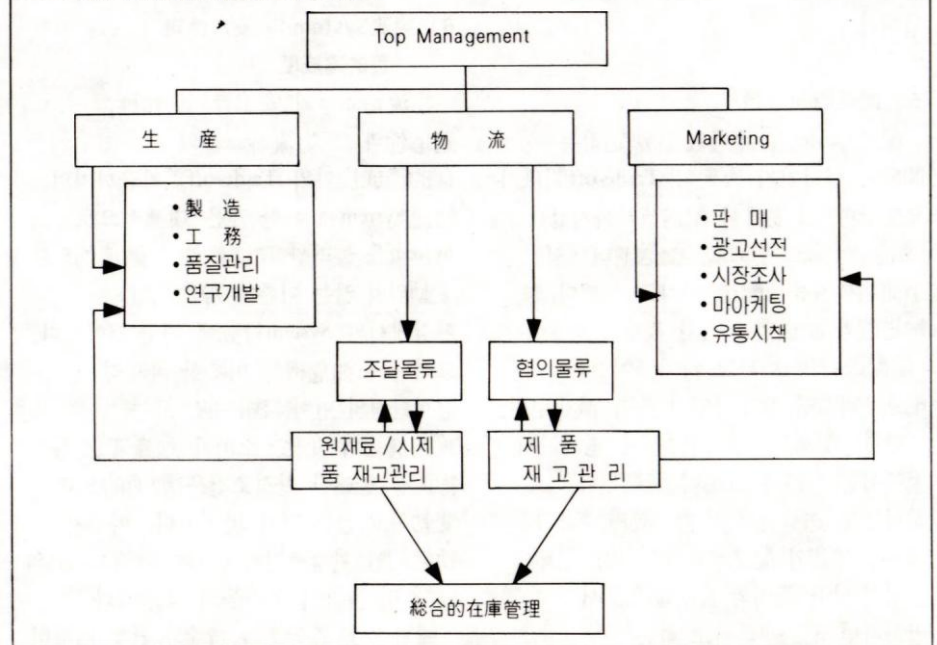 Top Management
生 産
物 流
Marketing
• 製 造
• 工 務
• 품질관리
• 연구개발
• 판 매
• 광고선전
• 시장조사
• 마아케팅
• 유통시책
조달물류
협의물류
원재료, 시제
품 재고관리
제 품
재 고 관 리
総合的在庫管理